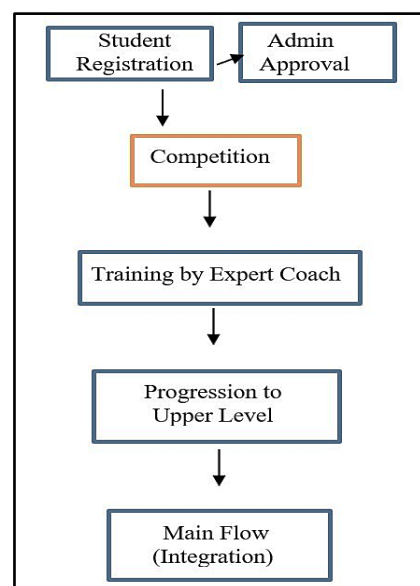 Student
Registration
Admin
Approval
Competition
Training by Expert Coach
Progression to
Upper Level
Main Flow
(Integration)